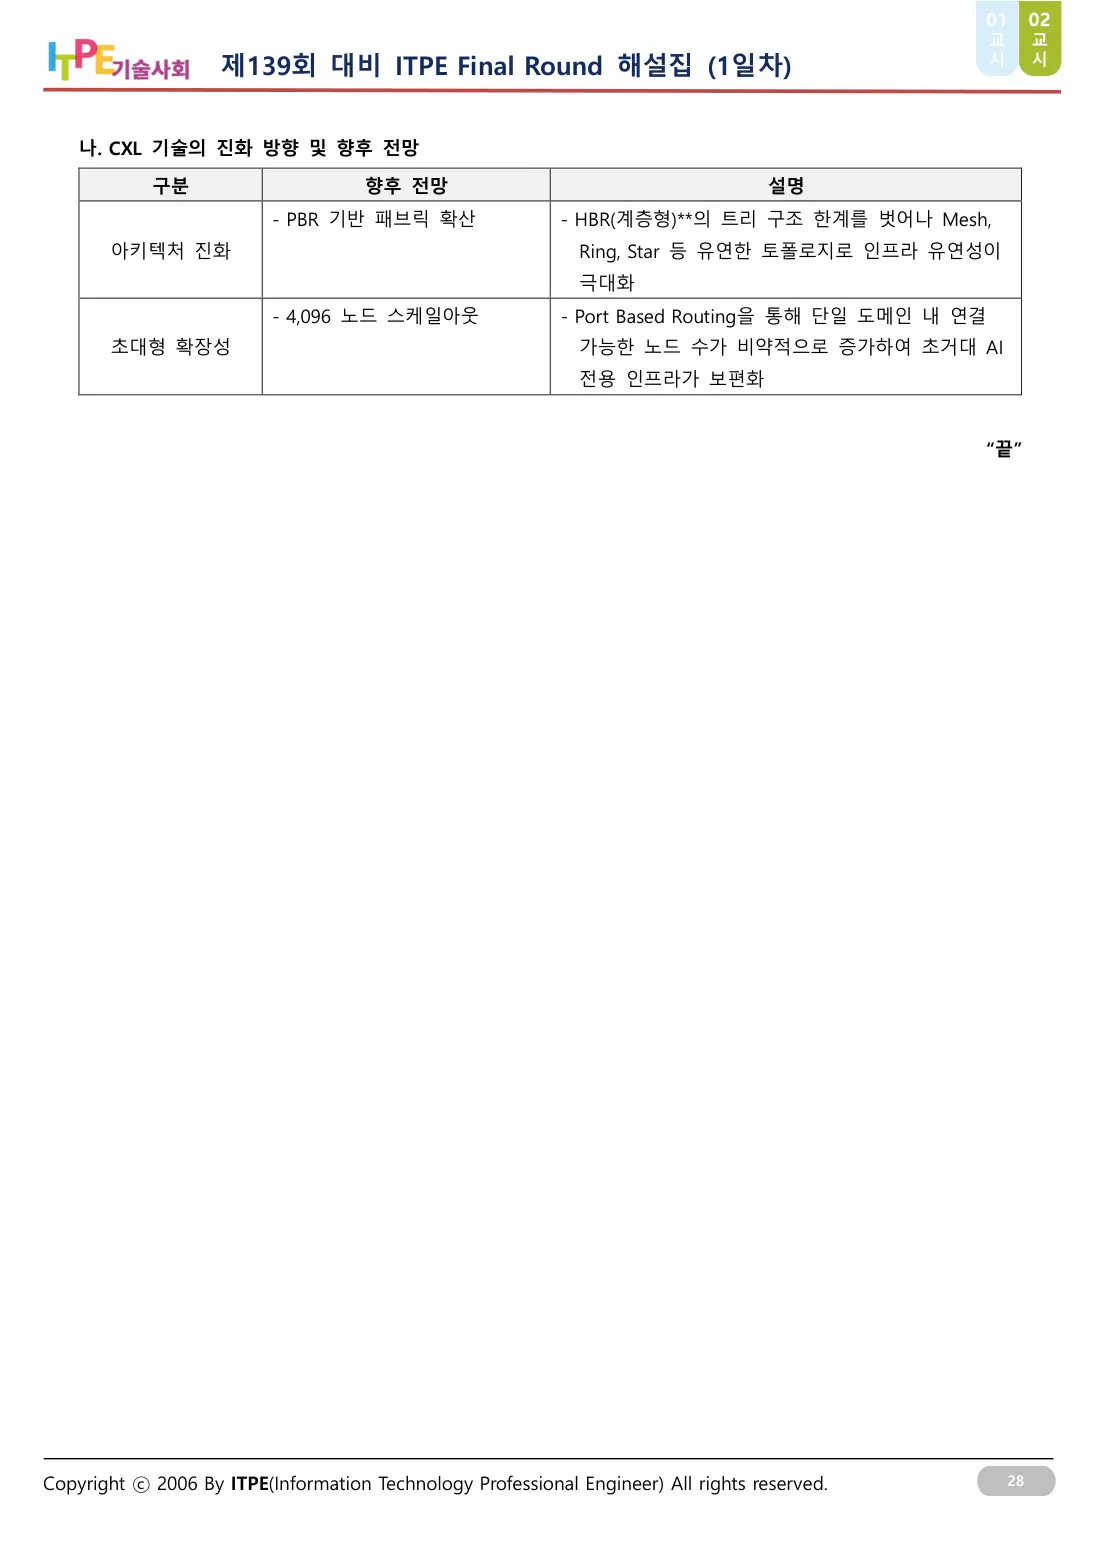 ITPE기술사회 제139회 대비 ITPE Final Round 해설집 (1일차)
01 교시
02 교시
나. CXL 기술의 진화 방향 및 향후 전망
구분 향후 전망 설명
아키텍처 진화
- PBR 기반 패브릭 확산
- HBR(계층형)**의 트리 구조 한계를 벗어나 Mesh,
Ring, Star 등 유연한 토폴로지로 인프라 유연성이
극대화
초대형 확장성
- 4,096 노드 스케일아웃
- Port Based Routing을 통해 단일 도메인 내 연결
가능한 노드 수가 비약적으로 증가하여 초거대 AI
전용 인프라가 보편화
“끝”
Copyright ⓒ 2006 By ITPE(Information Technology Professional Engineer) All rights reserved.
28